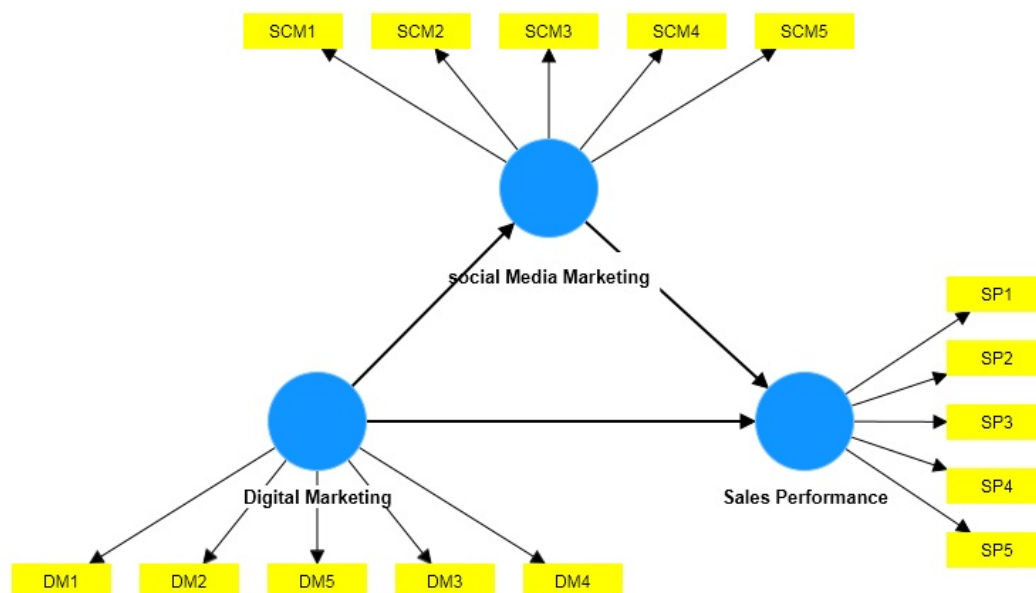 SCM1
SCM2
SCM3
SCM4
SCM5
social Media Marketing
SP1
SP2
SP3
SP4
SP5
Digital Marketing
Sales Performance
DM1
DM2
DM5
DM3
DM4